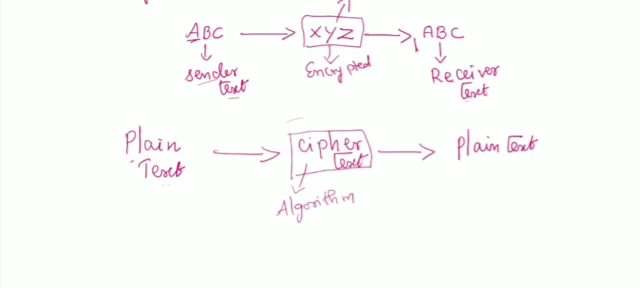 ABC XYZ ABC
sender Encrypted Receiver
text text
Plain cipher Plain text
Text text
Algorithm